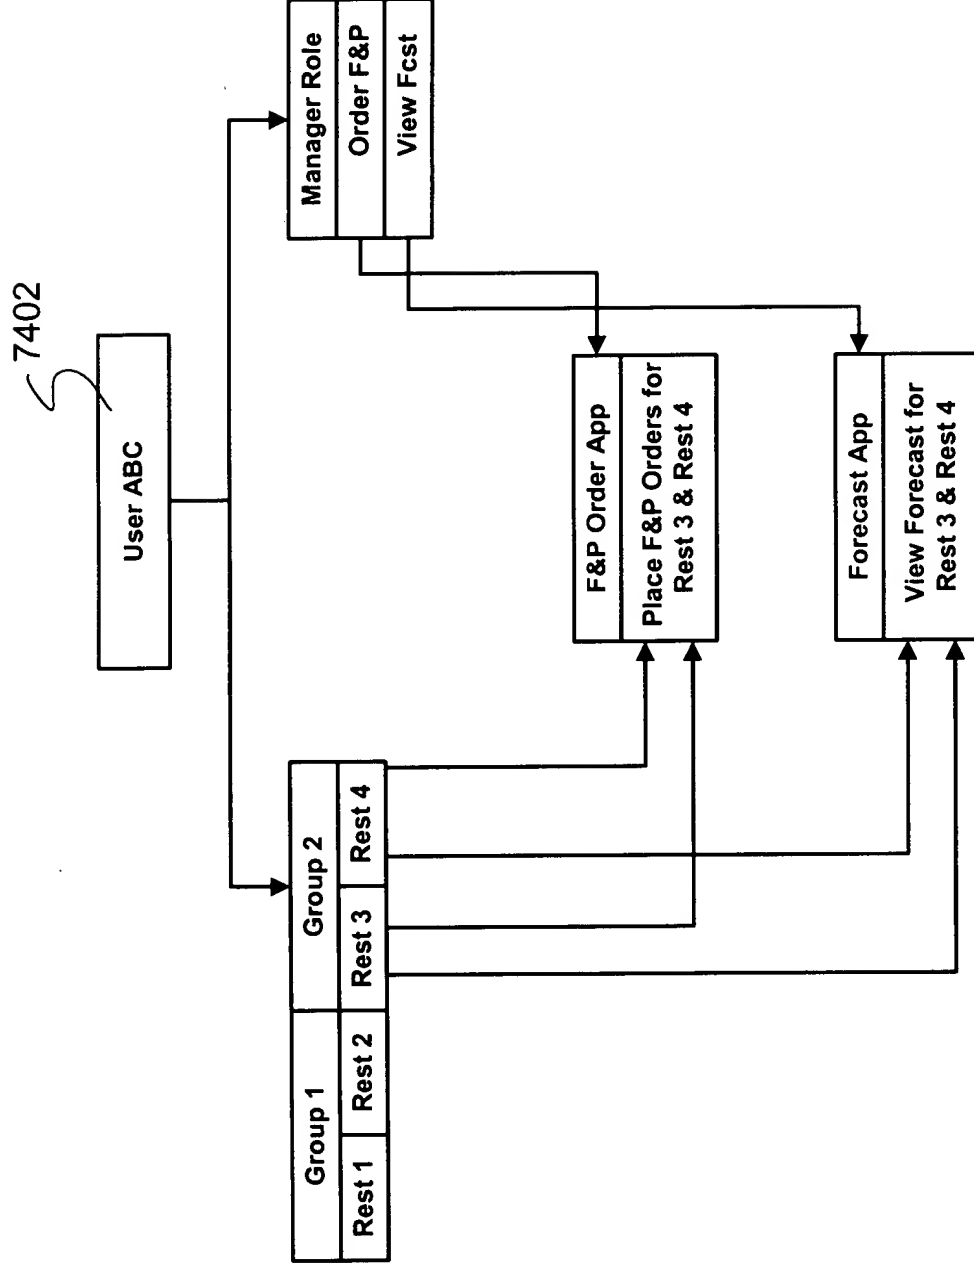 7402
User ABC
Group 1
Group 2
Rest 1
Rest 2
Rest 3
Rest 4
Manager Role
Order F&P
View Fcst
F&P Order App
Place F&P Orders for
Rest 3 & Rest 4
Forecast App
View Forecast for
Rest 3 & Rest 4